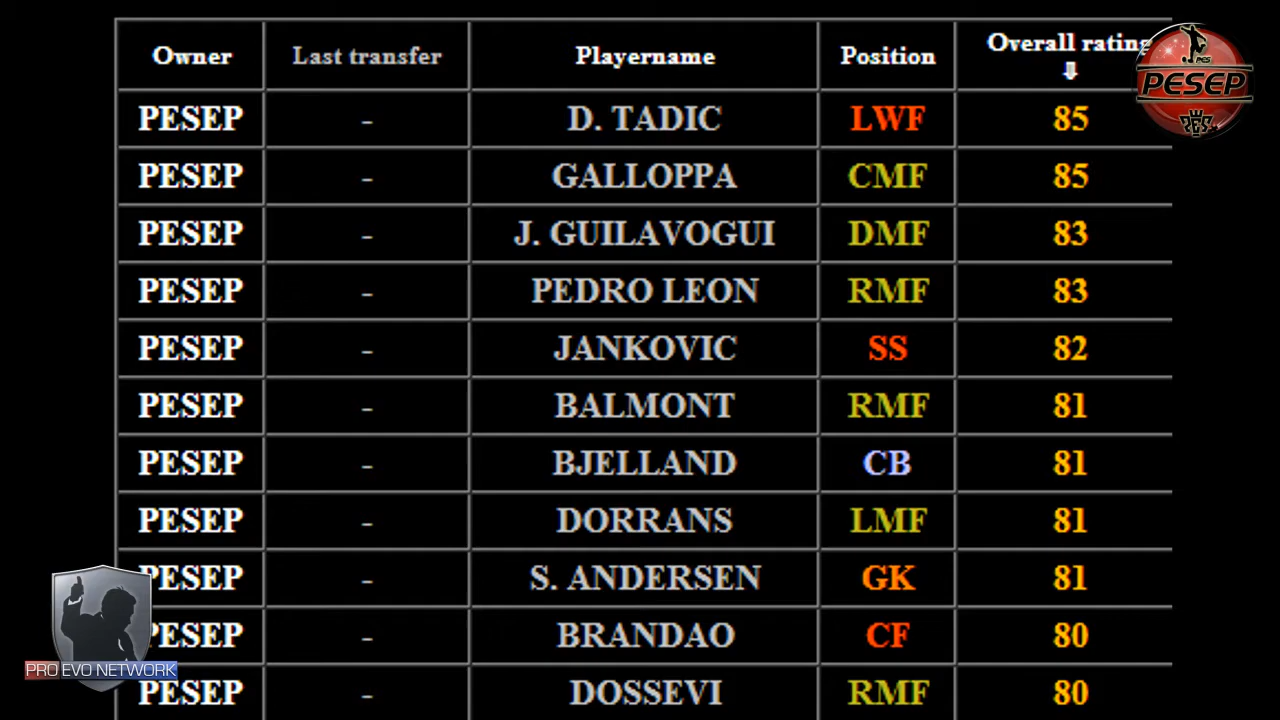 Owner Last transfer Playername Position Overall rating ⇓
PESEP - D. TADIC LWF 85
PESEP - GALLOPPA CMF 85
PESEP - J. GUILAVOGUI DMF 83
PESEP - PEDRO LEON RMF 83
PESEP - JANKOVIC SS 82
PESEP - BALMONT RMF 81
PESEP - BJELLAND CB 81
PESEP - DORRANS LMF 81
PESEP - S. ANDERSEN GK 81
PESEP - BRANDAO CF 80
PESEP - DOSSEVI RMF 80
PES
PESEP
PES
PRO EVO NETWORK